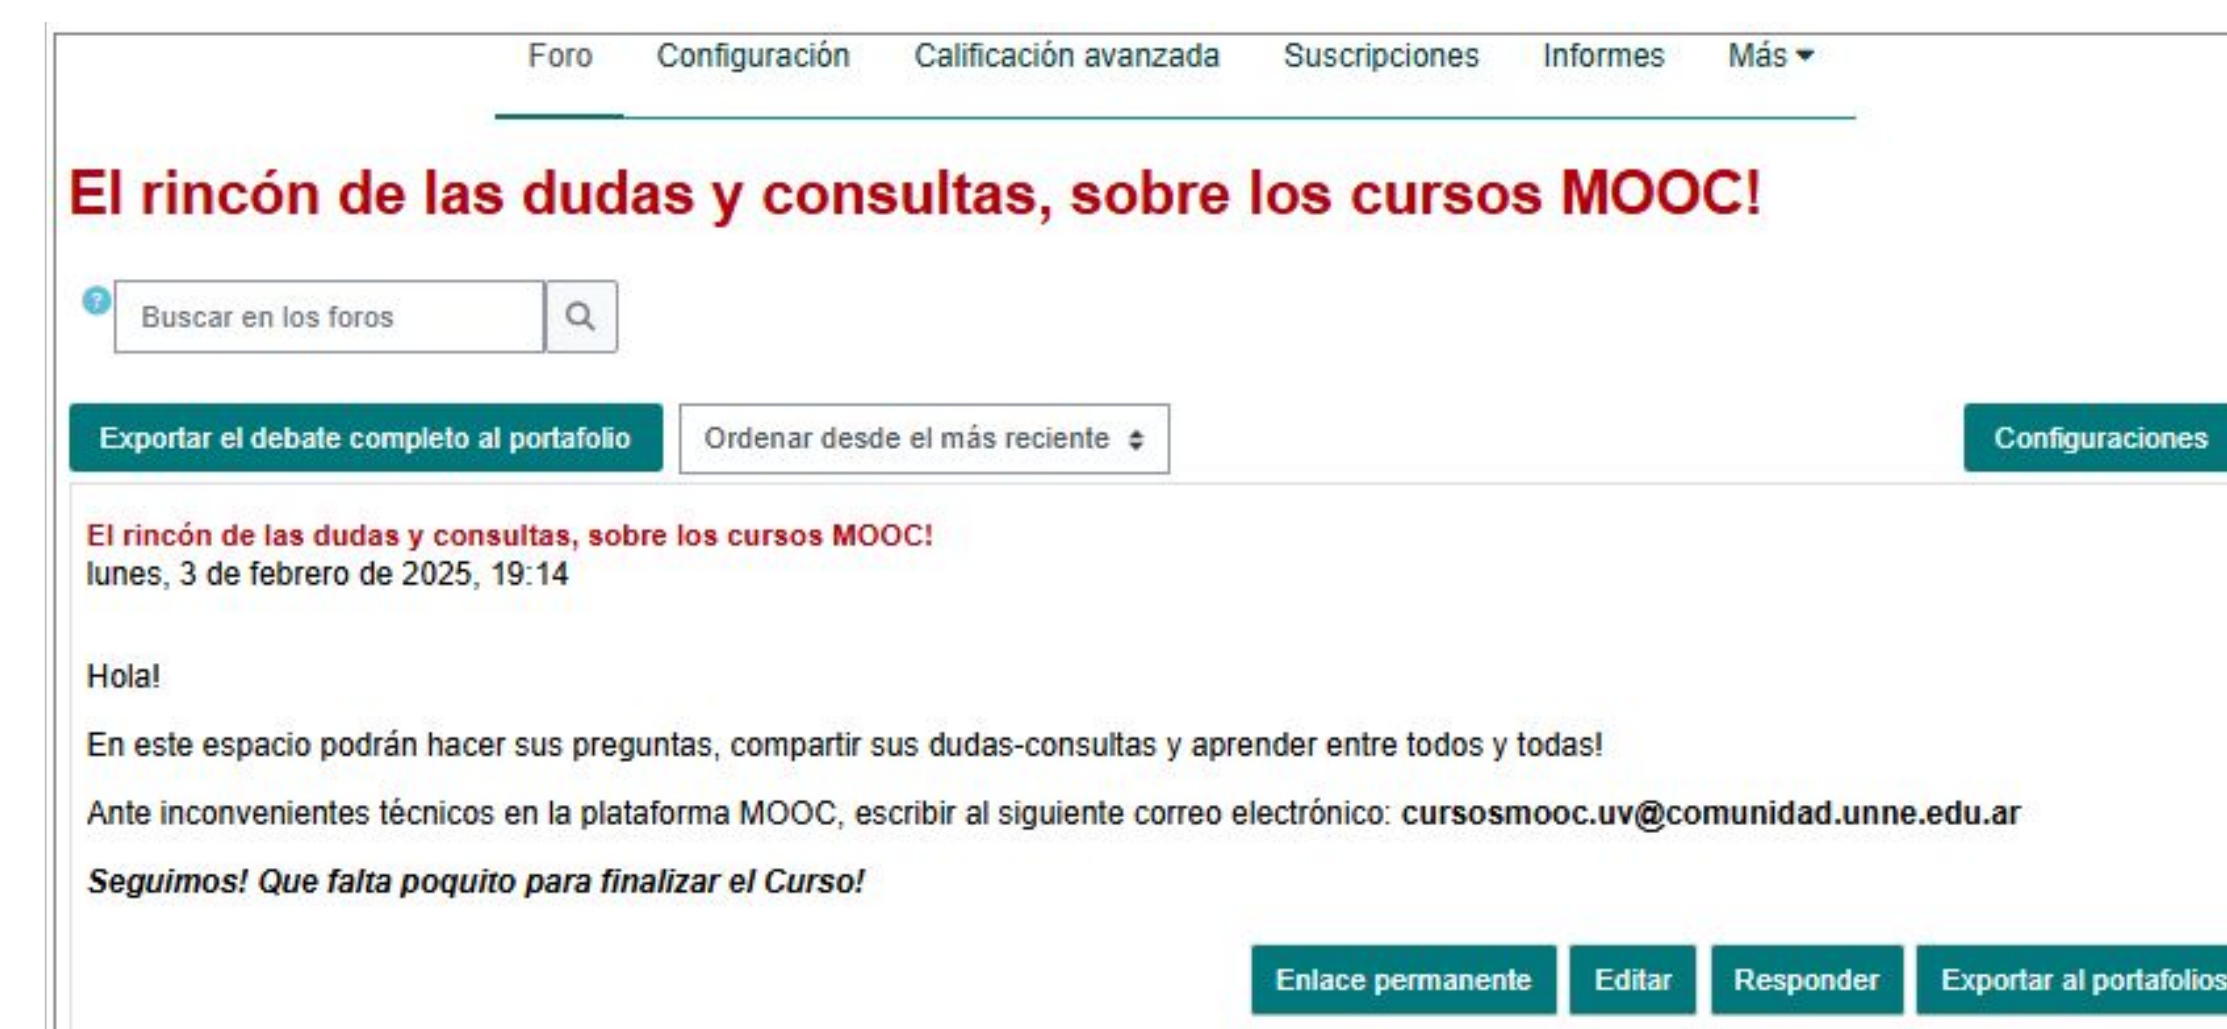 Foro Configuración Calificación avanzada Suscripciones Informes Más
El rincón de las dudas y consultas, sobre los cursos MOOC!
? Buscar en los foros
Exportar el debate completo al portafolio Ordenar desde el más reciente Configuraciones
El rincón de las dudas y consultas, sobre los cursos MOOC!
lunes, 3 de febrero de 2025, 19:14
Hola!
En este espacio podrán hacer sus preguntas, compartir sus dudas-consultas y aprender entre todos y todas!
Ante inconvenientes técnicos en la plataforma MOOC, escribir al siguiente correo electrónico: cursosmooc.uv@comunidad.unne.edu.ar
Seguimos! Que falta poquito para finalizar el Curso!
Enlace permanente Editar Responder Exportar al portafolios